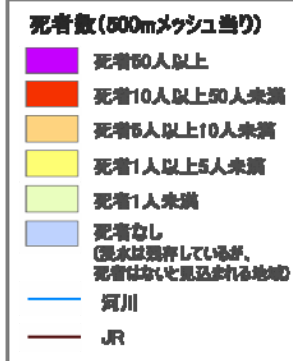 死者数(500mメッシュ当り)
死者50人以上
死者10人以上50人未満
死者5人以上10人未満
死者1人以上5人未満
死者1人未満
死者なし
(浸水は残存しているが、
死者はないと見込まれる地域)
河川
JR